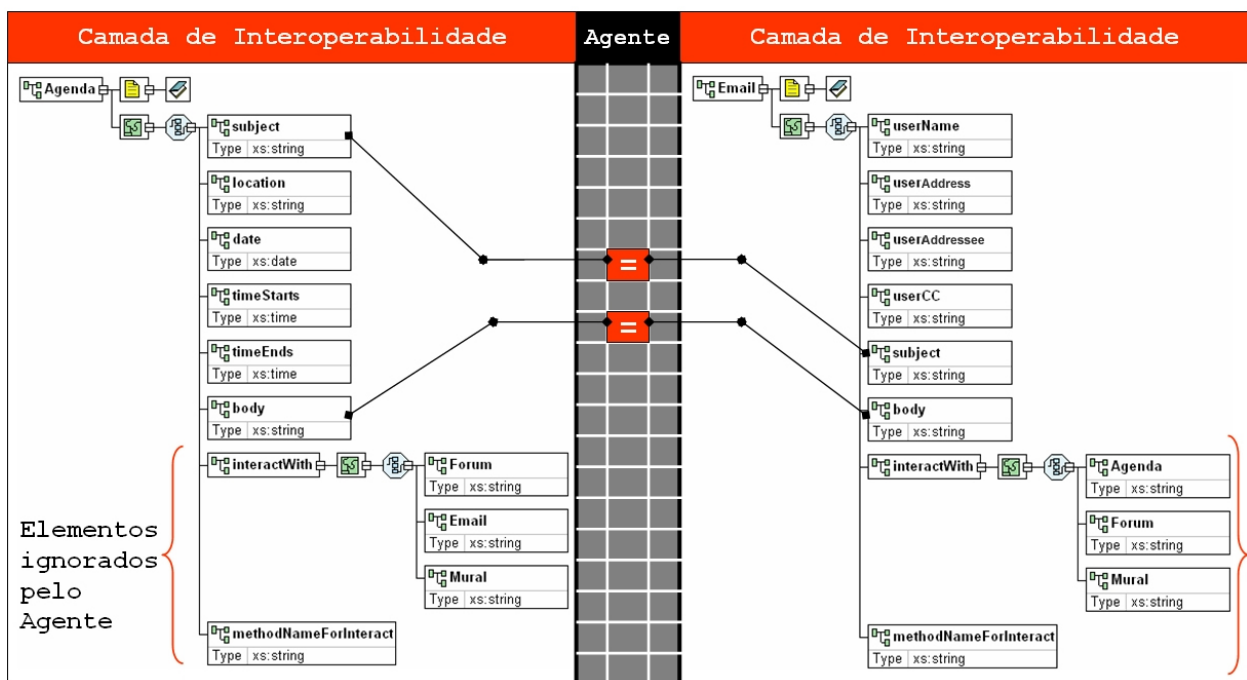 Camada de Interoperabilidade
Agente
Camada de Interoperabilidade
Agenda
subject
Type xs:string
location
Type xs:string
date
Type xs:date
timeStarts
Type xs:time
timeEnds
Type xs:time
body
Type xs:string
interactWith
Forum
Type xs:string
Email
Type xs:string
Mural
Type xs:string
methodNameForInteract
Type xs:string
Elementos
ignorados
pelo
Agente
=
=
Email
userName
Type xs:string
userAddress
Type xs:string
userAddressee
Type xs:string
userCC
Type xs:string
subject
Type xs:string
body
Type xs:string
interactWith
Agenda
Type xs:string
Forum
Type xs:string
Mural
Type xs:string
methodNameForInteract
Type xs:string